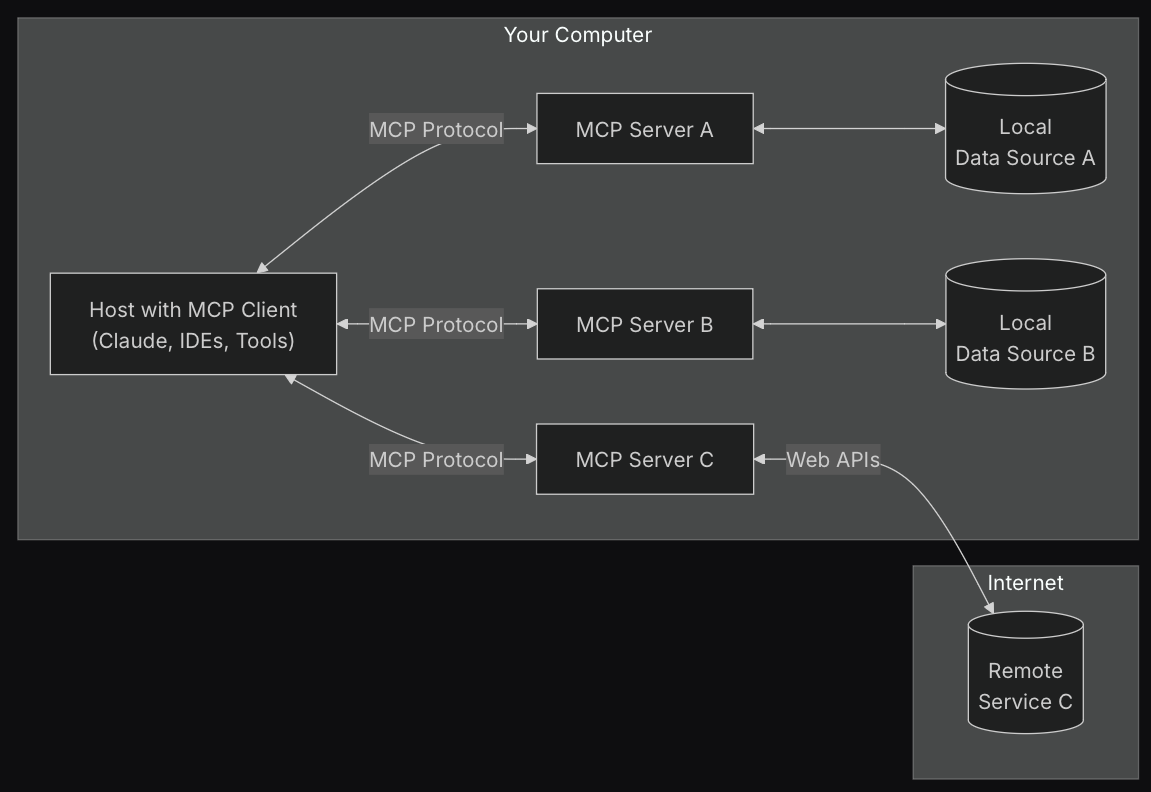 Your Computer
MCP Protocol
MCP Server A
Local
Data Source A
Host with MCP Client
(Claude, IDEs, Tools)
MCP Protocol
MCP Server B
Local
Data Source B
MCP Protocol
MCP Server C
Web APIs
Internet
Remote
Service C